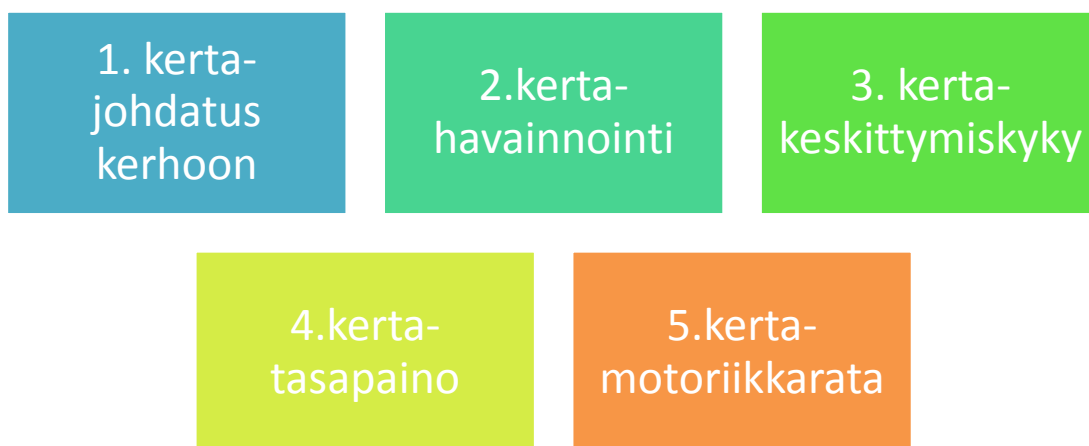 1. kerta-
johdatus
kerhoon
2.kerta-
havainnointi
3. kerta-
keskittymiskyky
4.kerta-
tasapaino
5.kerta-
motoriikkarata